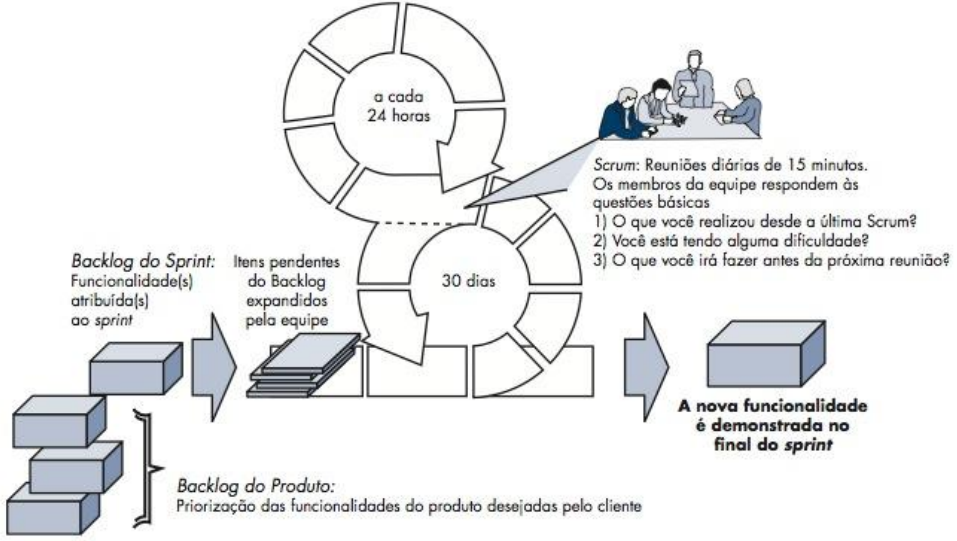 a cada
24 horas
Scrum: Reuniões diárias de 15 minutos.
Os membros da equipe respondem às
questões básicas
1) O que você realizou desde a última Scrum?
2) Você está tendo alguma dificuldade?
3) O que você irá fazer antes da próxima reunião?
Backlog do Sprint:
Funcionalidade(s)
atribuída(s)
ao sprint
Itens pendentes
do Backlog
expandidos
pela equipe
30 dias
A nova funcionalidade
é demonstrada no
final do sprint
Backlog do Produto:
Priorização das funcionalidades do produto desejadas pelo cliente